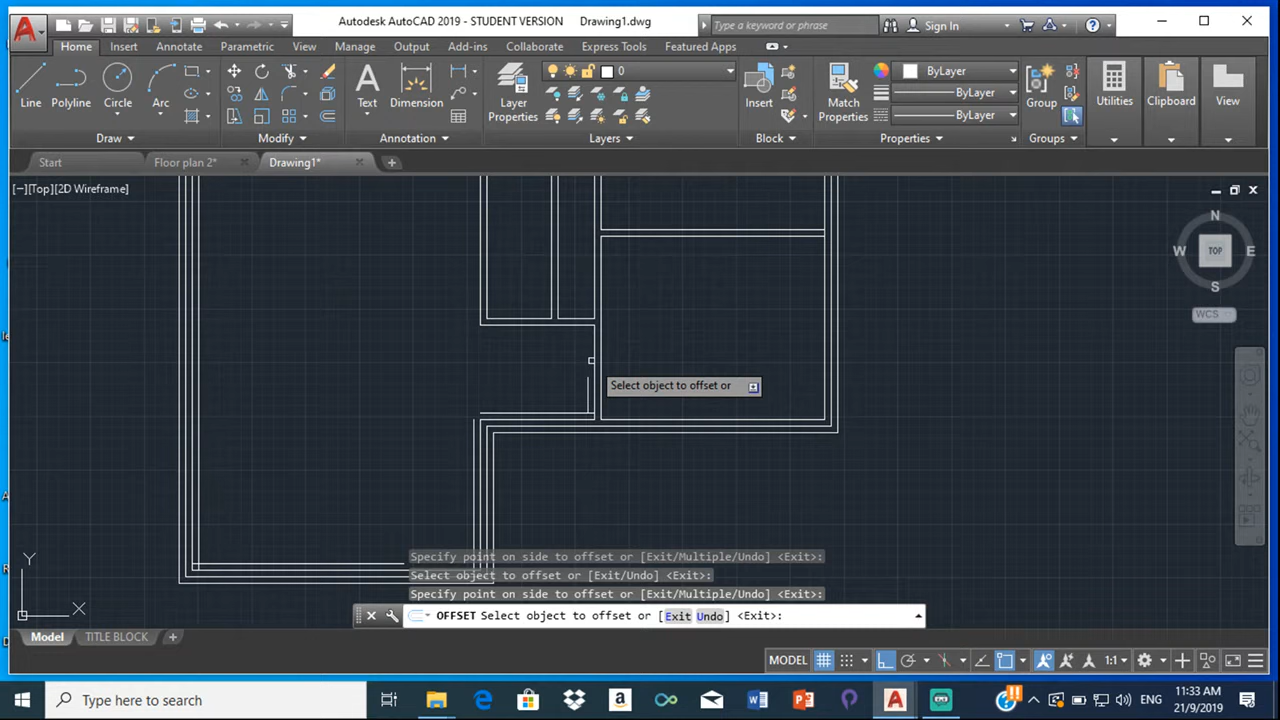 Autodesk AutoCAD 2019 - STUDENT VERSION Drawing1.dwg
Type a keyword or phrase
Sign In
Home Insert Annotate Parametric View Manage Output Add-ins Collaborate Express Tools Featured Apps
0
ByLayer
ByLayer
ByLayer
Line Polyline Circle Arc
Text Dimension
Layer Properties
Insert
Match Properties
Group
Utilities
Clipboard
View
Draw Modify Annotation Layers Block Properties Groups
Start Floor plan 2* Drawing1*
[−][Top][2D Wireframe]
N
W TOP E
S
WCS
Select object to offset or
Y
X
Specify point on side to offset or [Exit/Multiple/Undo] <Exit>:
Select object to offset or [Exit/Undo] <Exit>:
Specify point on side to offset or [Exit/Multiple/Undo] <Exit>:
OFFSET Select object to offset or [Exit Undo] <Exit>:
Model TITLE BLOCK
MODEL 1:1
Type here to search
ENG
11:33 AM
21/9/2019